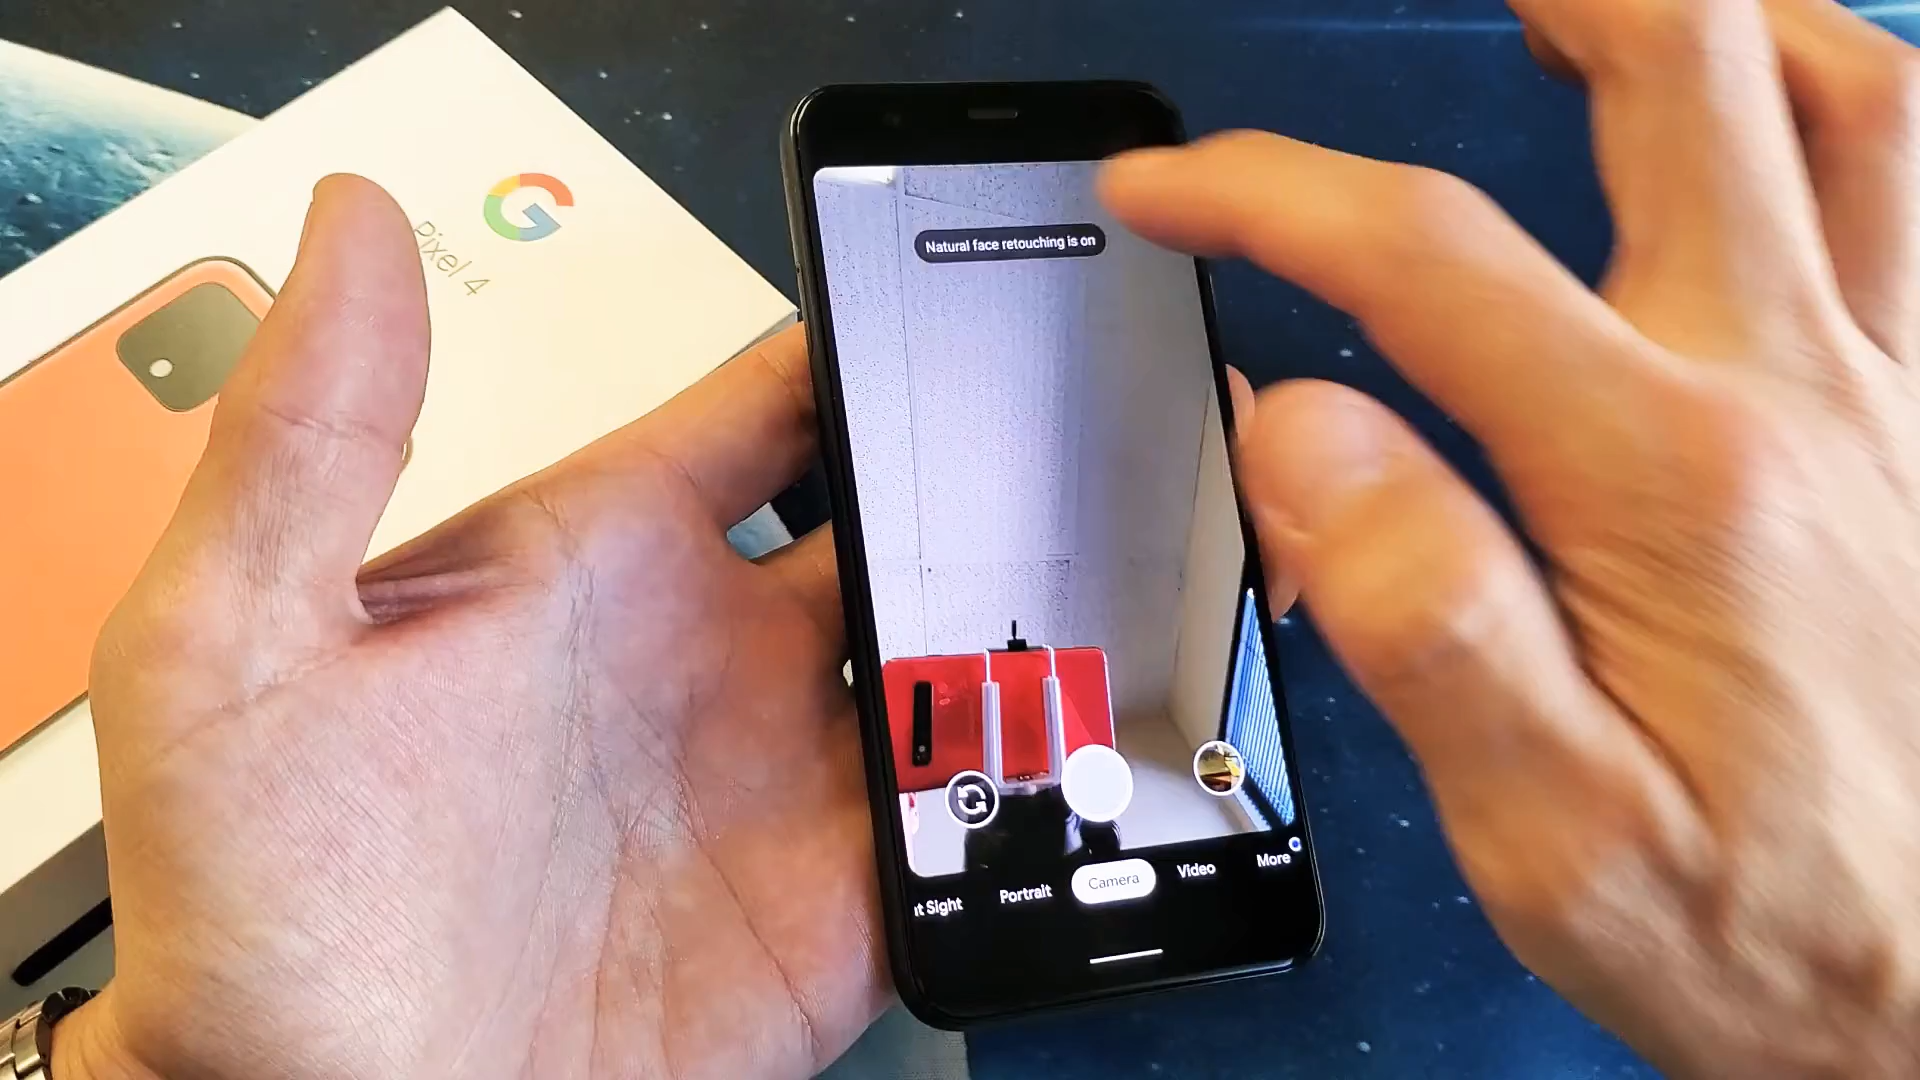 G
Pixel 4
Natural face retouching is on
t Sight
Portrait
Camera
Video
More